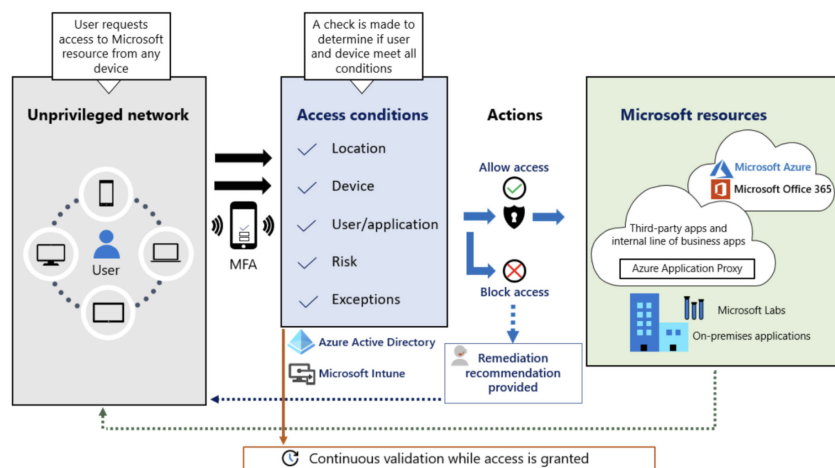 User requests
access to Microsoft
resource from any
device
A check is made to
determine if user
and device meet all
conditions
Unprivileged network
User
MFA
Access conditions
Location
Device
User/application
Risk
Exceptions
Azure Active Directory
Microsoft Intune
Actions
Allow access
Block access
Remediation
recommendation
provided
Microsoft resources
Microsoft Azure
Microsoft Office 365
Third-party apps and
internal line of business apps
Azure Application Proxy
Microsoft Labs
On-premises applications
Continuous validation while access is granted